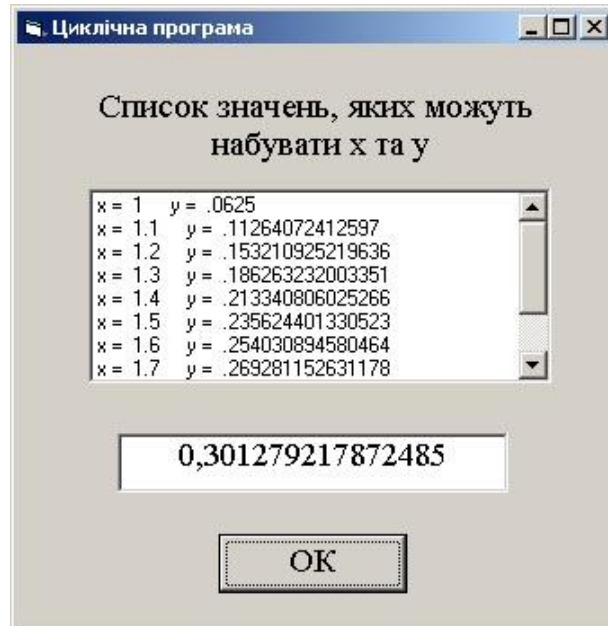 Циклічна програма
Список значень, яких можуть
набувати х та у
x = 1 y = .0625
x = 1.1 y = .11264072412597
x = 1.2 y = .153210925219636
x = 1.3 y = .186263232003351
x = 1.4 y = .213340806025266
x = 1.5 y = .235624401330523
x = 1.6 y = .254030894580464
x = 1.7 y = .269281152631178
0,301279217872485
OK